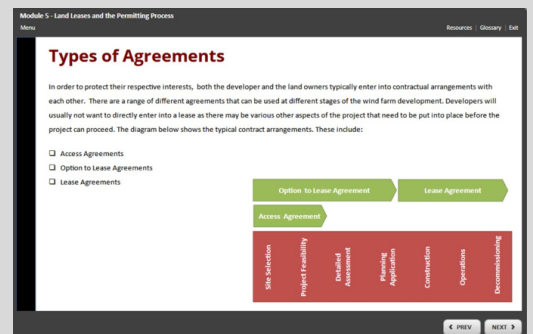 Module 5 - Land Leases and the Permitting Process
Menu
Resources | Glossary | Exit
Types of Agreements
In order to protect their respective interests, both the developer and the land owners typically enter into contractual arrangements with
each other. There are a range of different agreements that can be used at different stages of the wind farm development. Developers will
usually not want to directly enter into a lease as there may be various other aspects of the project that need to be put into place before the
project can proceed. The diagram below shows the typical contract arrangements. These include:
Access Agreements
Option to Lease Agreements
Lease Agreements
Option to Lease Agreement
Lease Agreement
Access Agreement
Site Selection
Project Feasibility
Detailed
Assessment
Planning
Application
Construction
Operations
Decommissioning
PREV
NEXT